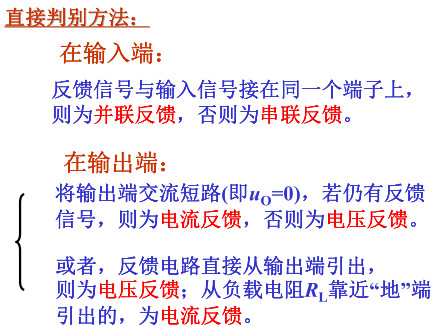 直接判别方法：
在输入端：
反馈信号与输入信号接在同一个端子上，
则为并联反馈，否则为串联反馈。
在输出端：
将输出端交流短路(即uO=0)，若仍有反馈
信号，则为电流反馈，否则为电压反馈。
或者，反馈电路直接从输出端引出，
则为电压反馈；从负载电阻RL靠近“地”端
引出的，为电流反馈。